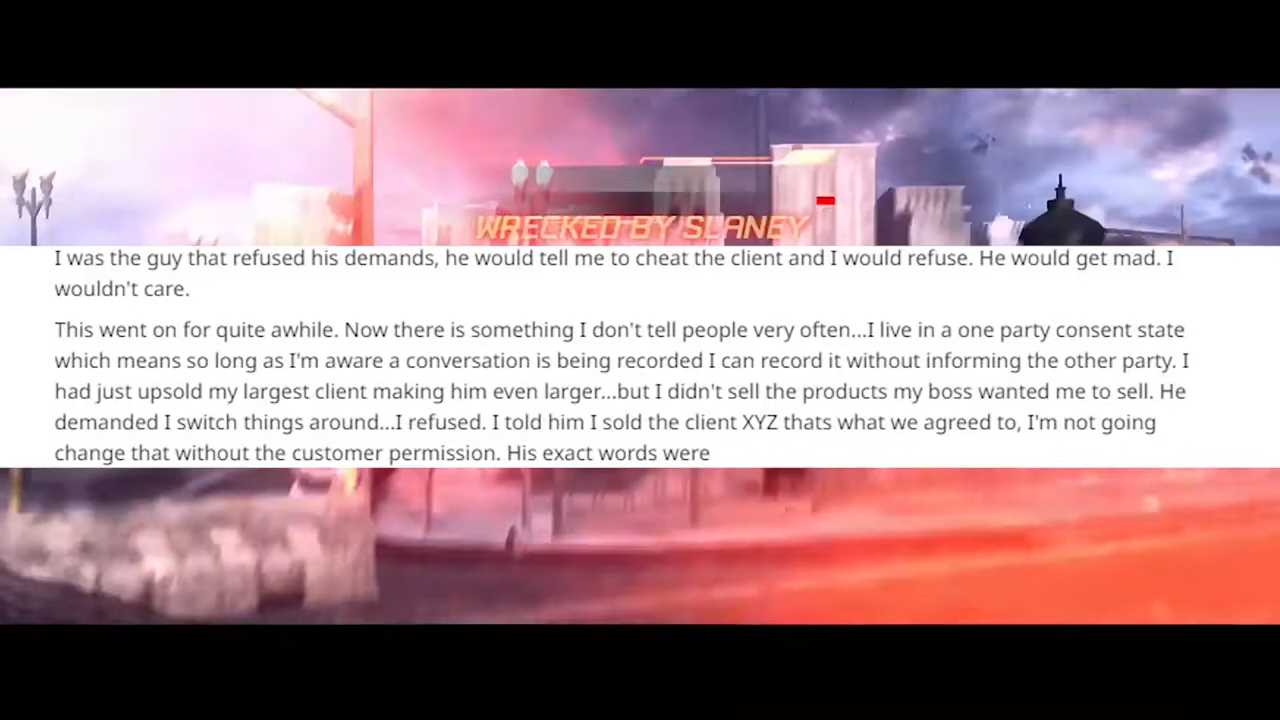 WRECKED BY SLANEY
I was the guy that refused his demands, he would tell me to cheat the client and I would refuse. He would get mad. I
wouldn't care.
This went on for quite awhile. Now there is something I don't tell people very often...I live in a one party consent state
which means so long as I'm aware a conversation is being recorded I can record it without informing the other party. I
had just upsold my largest client making him even larger...but I didn't sell the products my boss wanted me to sell. He
demanded I switch things around...I refused. I told him I sold the client XYZ thats what we agreed to, I'm not going
change that without the customer permission. His exact words were